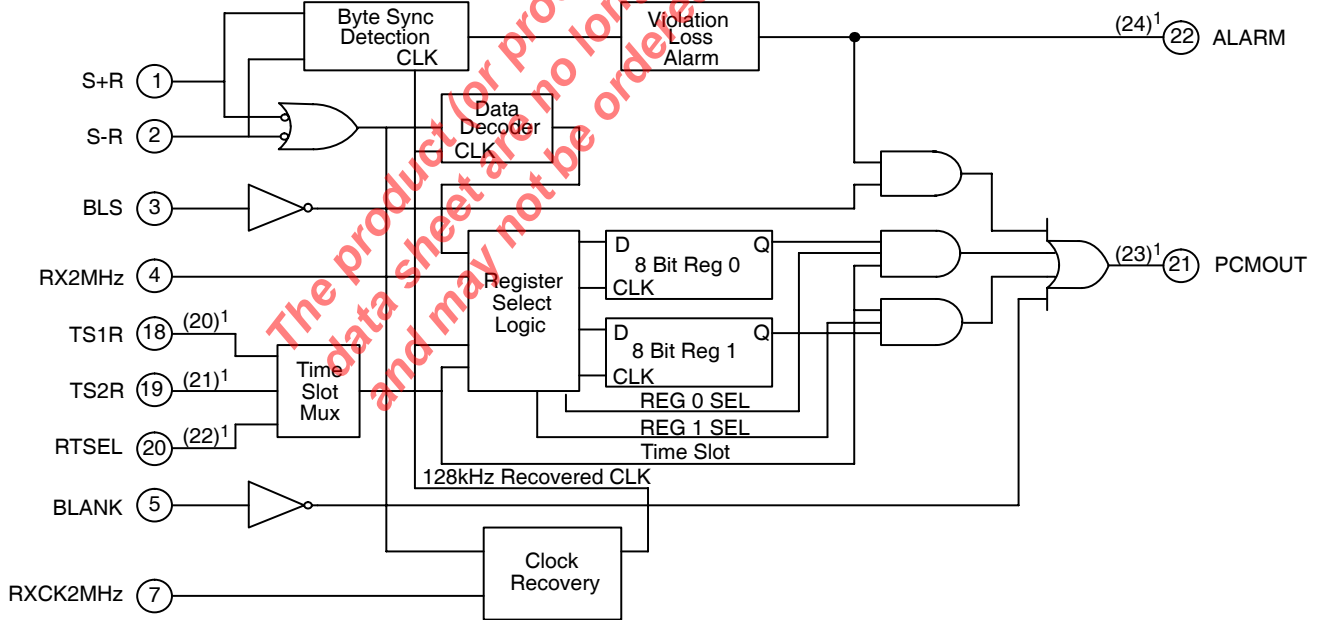 Byte Sync
Detection
CLK
Violation
Loss
Alarm
(24)1
22
ALARM
S+R
1
S-R
2
Data
Decoder
CLK
BLS
3
RX2MHz
4
Register
Select
Logic
D
Q
8 Bit Reg 0
CLK
D
Q
8 Bit Reg 1
CLK
(23)1
21
PCMOUT
TS1R
18
(20)1
TS2R
19
(21)1
RTSEL
20
(22)1
Time
Slot
Mux
REG 0 SEL
REG 1 SEL
Time Slot
128kHz Recovered CLK
BLANK
5
Clock
Recovery
RXCK2MHz
7
The product (or prod
data sheet are no lon
and may not be ordere